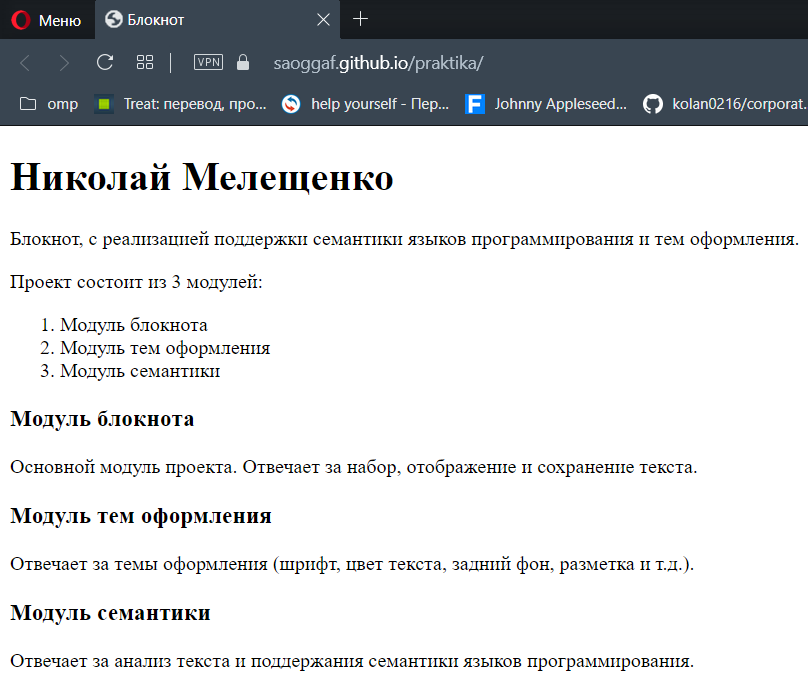 Меню
Блокнот
VPN
saoggaf.github.io/praktika/
omp
Treat: перевод, про...
help yourself - Пер...
Johnny Appleseed...
kolan0216/corporat.
Николай Мелещенко
Блокнот, с реализацией поддержки семантики языков программирования и тем оформления.
Проект состоит из 3 модулей:
1. Модуль блокнота
2. Модуль тем оформления
3. Модуль семантики
Модуль блокнота
Основной модуль проекта. Отвечает за набор, отображение и сохранение текста.
Модуль тем оформления
Отвечает за темы оформления (шрифт, цвет текста, задний фон, разметка и т.д.).
Модуль семантики
Отвечает за анализ текста и поддержания семантики языков программирования.